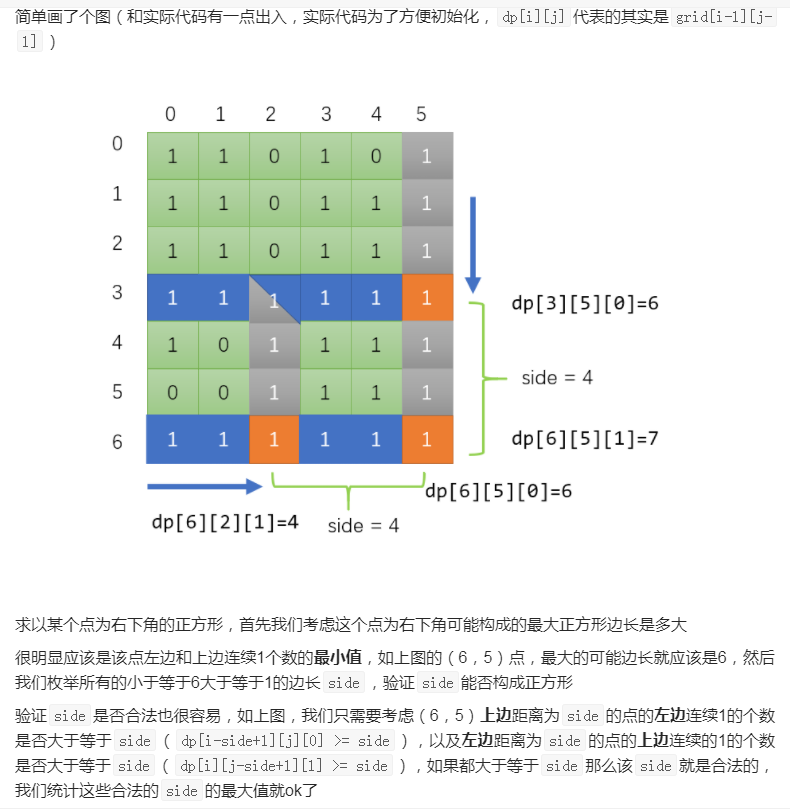 简单画了个图（和实际代码有一点出入，实际代码为了方便初始化， dp[i][j] 代表的其实是 grid[i-1][j-
1] ）
0 1 2 3 4 5
0 1 1 0 1 0 1
1 1 1 0 1 1 1
2 1 1 0 1 1 1
3 1 1 1 1 1 1 dp[3][5][0]=6
4 1 0 1 1 1 1
side = 4
5 0 0 1 1 1 1
6 1 1 1 1 1 1 dp[6][5][1]=7
dp[6][5][0]=6
dp[6][2][1]=4 side = 4
求以某个点为右下角的正方形，首先我们考虑这个点为右下角可能构成的最大正方形边长是多大
很明显应该是该点左边和上边连续1个数的最小值，如上图的（6，5）点，最大的可能边长就应该是6，然后
我们枚举所有的小于等于6大于等于1的边长 side ，验证 side 能否构成正方形
验证 side 是否合法也很容易，如上图，我们只需要考虑（6，5）上边距离为 side 的点的左边连续1的个数
是否大于等于 side （ dp[i-side+1][j][0] >= side ），以及左边距离为 side 的点的上边连续的1的个数
是否大于等于 side （ dp[i][j-side+1][1] >= side ），如果都大于等于 side 那么该 side 就是合法的，
我们统计这些合法的 side 的最大值就ok了